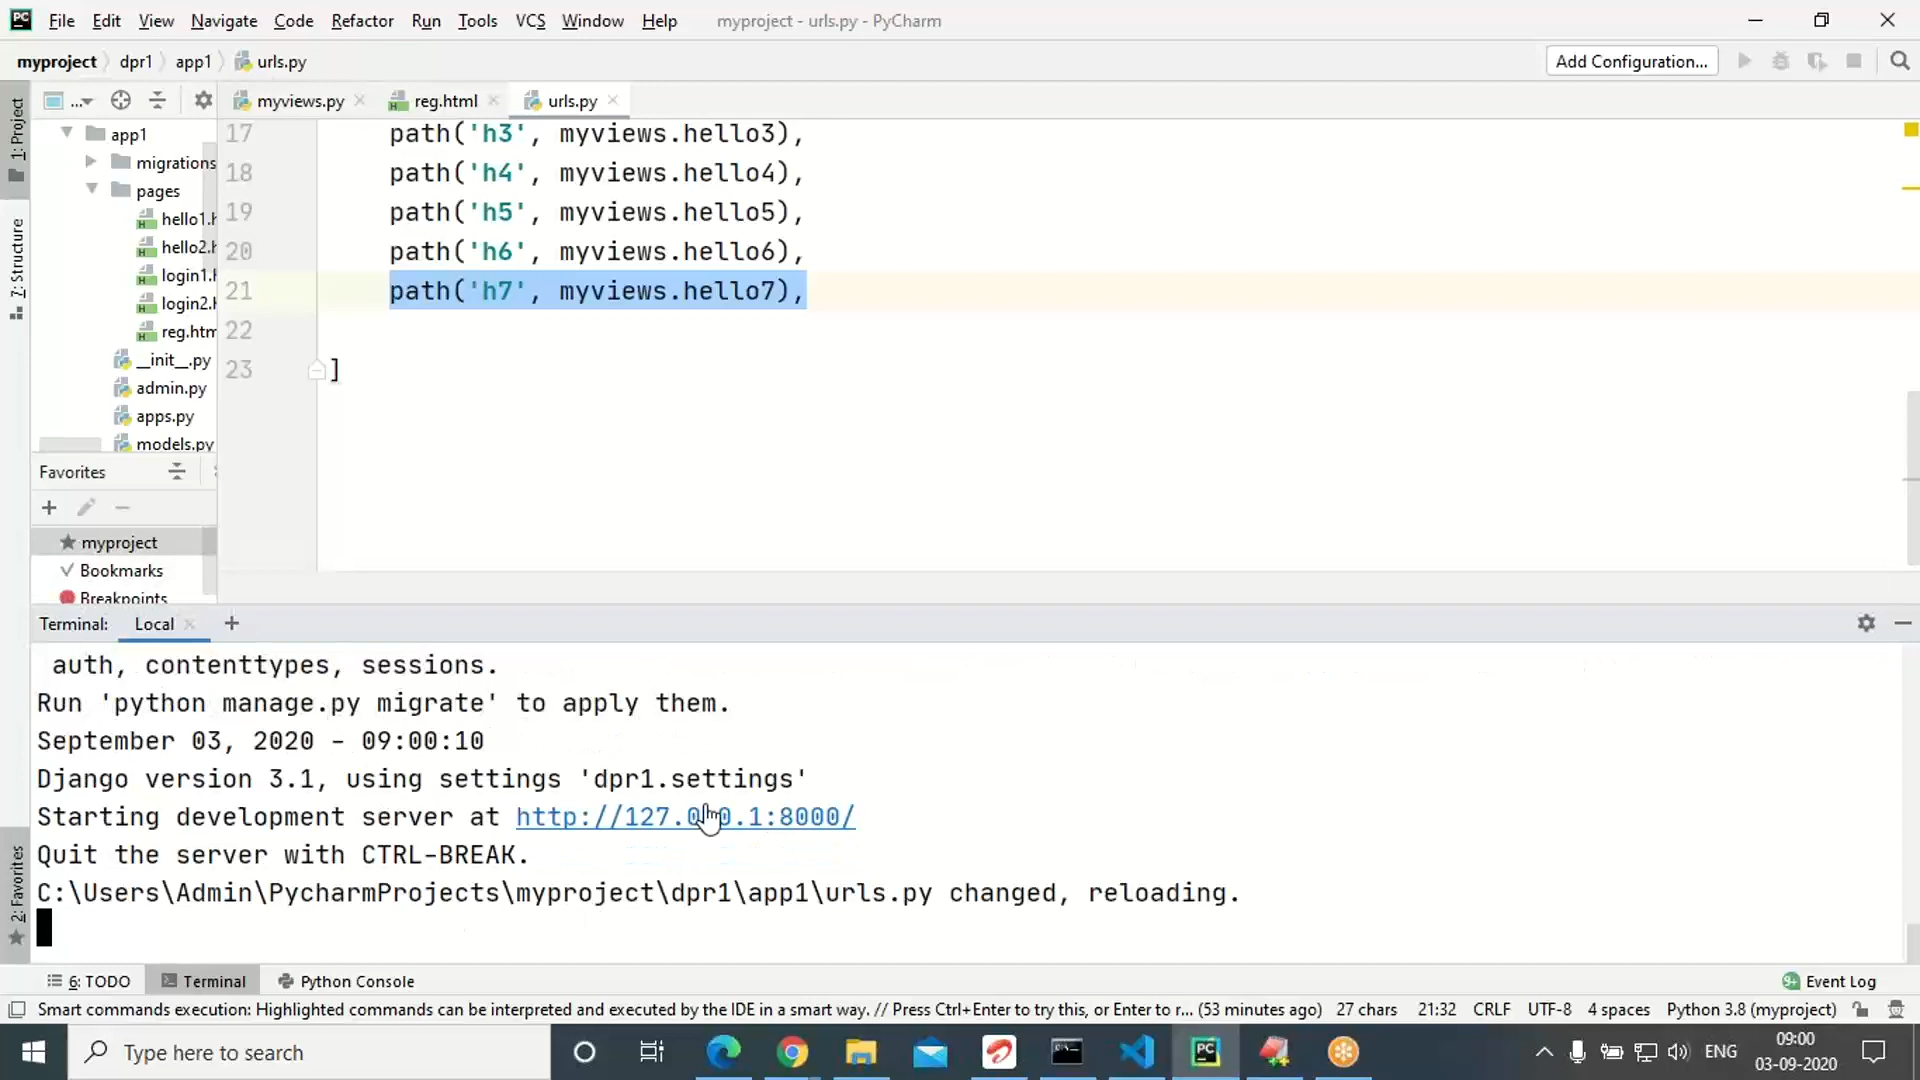 PC File Edit View Navigate Code Refactor Run Tools VCS Window Help myproject - urls.py - PyCharm
myproject dpr1 app1 urls.py Add Configuration...
1: Project ... myviews.py reg.html urls.py
app1
migrations
pages
hello1.h
hello2.h
login1.h
login2.h
reg.htm
__init__.py
admin.py
apps.py
models.py
7: Structure
17 path('h3', myviews.hello3),
18 path('h4', myviews.hello4),
19 path('h5', myviews.hello5),
20 path('h6', myviews.hello6),
21 path('h7', myviews.hello7),
22
23 ]
Favorites
myproject
Bookmarks
Breakpoints
2: Favorites
Terminal: Local +
auth, contenttypes, sessions.
Run 'python manage.py migrate' to apply them.
September 03, 2020 - 09:00:10
Django version 3.1, using settings 'dpr1.settings'
Starting development server at http://127.0.0.1:8000/
Quit the server with CTRL-BREAK.
C:\Users\Admin\PycharmProjects\myproject\dpr1\app1\urls.py changed, reloading.
6: TODO Terminal Python Console 9+ Event Log
Smart commands execution: Highlighted commands can be interpreted and executed by the IDE in a smart way. // Press Ctrl+Enter to try this, or Enter to r... (53 minutes ago) 27 chars 21:32 CRLF UTF-8 4 spaces Python 3.8 (myproject)
Type here to search PC ENG 09:00
03-09-2020